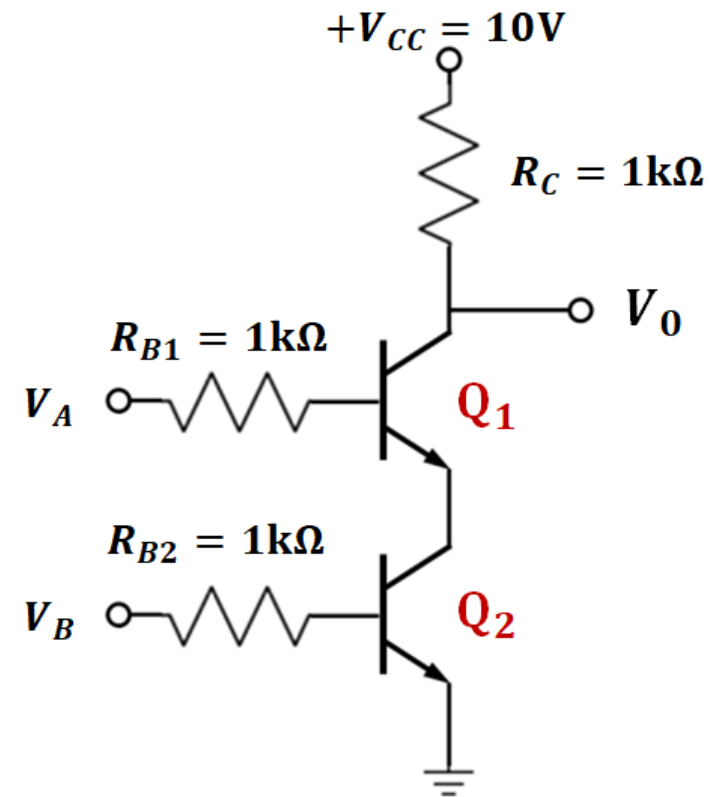 +V_CC = 10V
R_C = 1kΩ
V_0
R_B1 = 1kΩ
V_A
Q_1
R_B2 = 1kΩ
V_B
Q_2